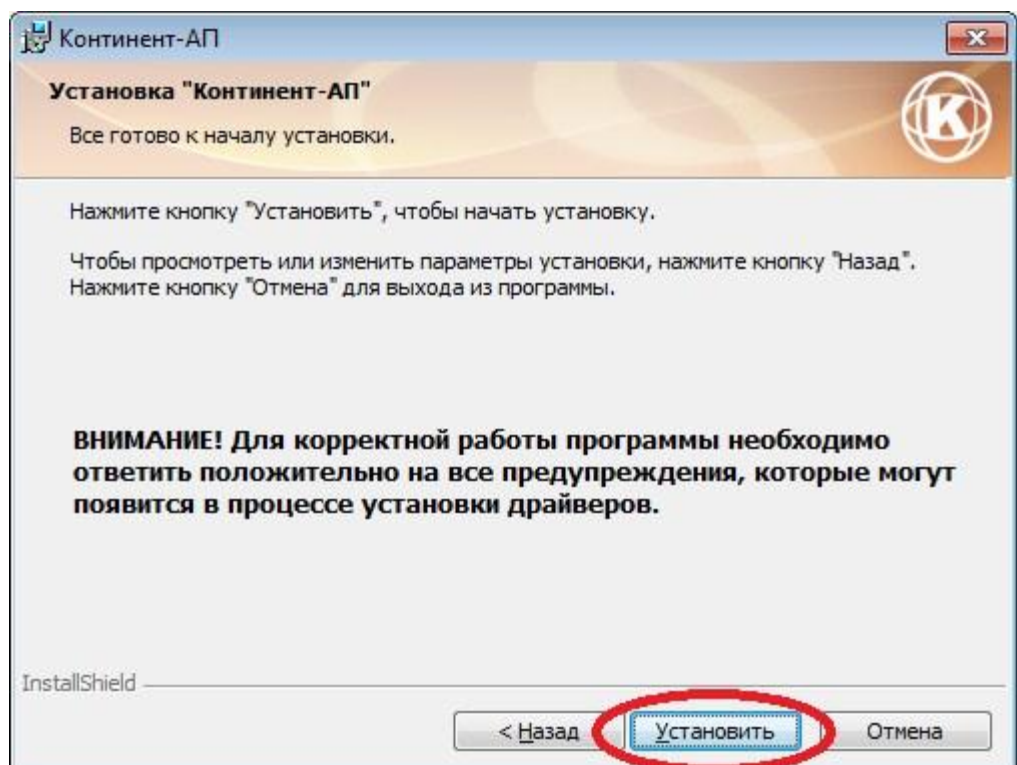 Континент-АП
Установка "Континент-АП"
Все готово к началу установки.
K
Нажмите кнопку "Установить", чтобы начать установку.
Чтобы просмотреть или изменить параметры установки, нажмите кнопку "Назад".
Нажмите кнопку "Отмена" для выхода из программы.
ВНИМАНИЕ! Для корректной работы программы необходимо
ответить положительно на все предупреждения, которые могут
появится в процессе установки драйверов.
InstallShield
< Назад Установить Отмена